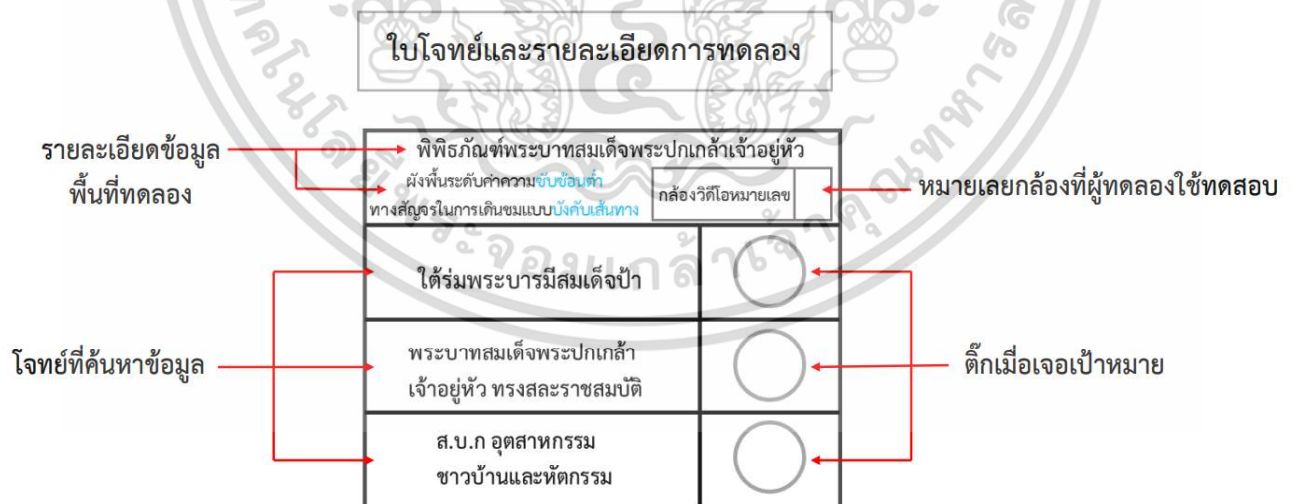 ใบโจทย์และรายละเอียดการทดลอง
รายละเอียดข้อมูล
พื้นที่ทดลอง
พิพิธภัณฑ์พระบาทสมเด็จพระปกเกล้าเจ้าอยู่หัว
ผังพื้นระดับค่าความซับซ้อนต่ำ
ทางสัญจรในการเดินชมแบบบังคับเส้นทาง
กล้องวิดีโอหมายเลข
หมายเลยกล้องที่ผู้ทดลองใช้ทดสอบ
โจทย์ที่ค้นหาข้อมูล
ใต้ร่มพระบารมีสมเด็จป้า
พระบาทสมเด็จพระปกเกล้า
เจ้าอยู่หัว ทรงสละราชสมบัติ
ส.บ.ก อุตสาหกรรม
ชาวบ้านและหัตกรรม
ติ๊กเมื่อเจอเป้าหมาย